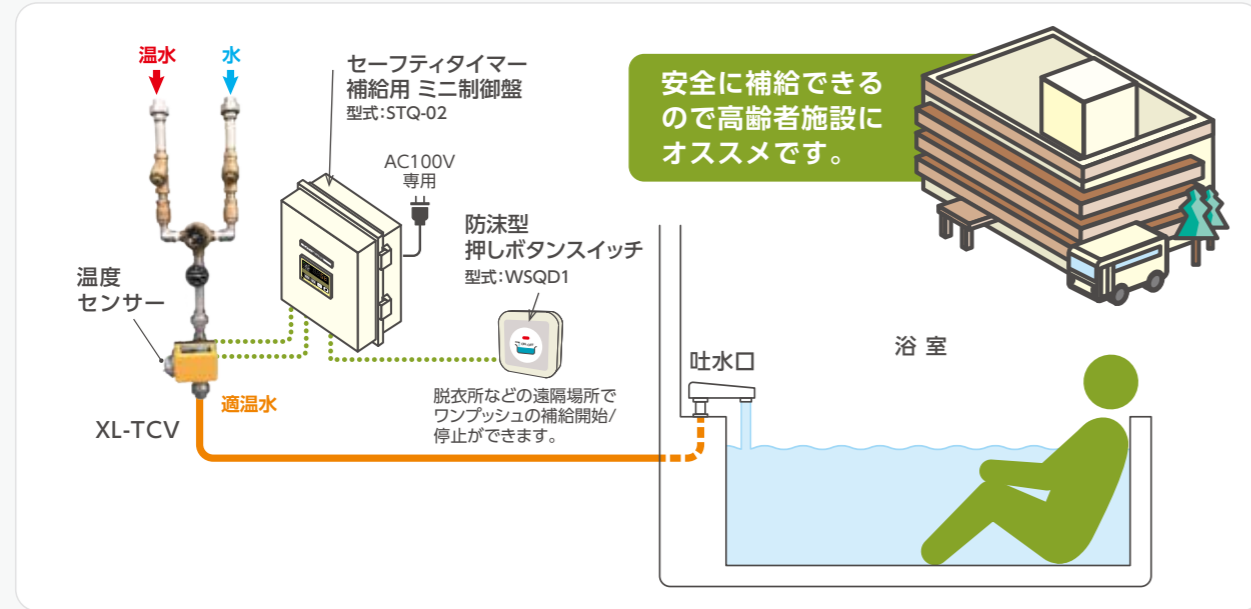 温水
水
セーフティタイマー
補給用 ミニ制御盤
型式:STQ-02
AC100V
専用
防沫型
押しボタンスイッチ
型式:WSQD1
温度
センサー
適温水
XL-TCV
脱衣所などの遠隔場所で
ワンプッシュの補給開始/
停止ができます。
安全に補給できる
ので高齢者施設に
オススメです。
浴 室
吐水口